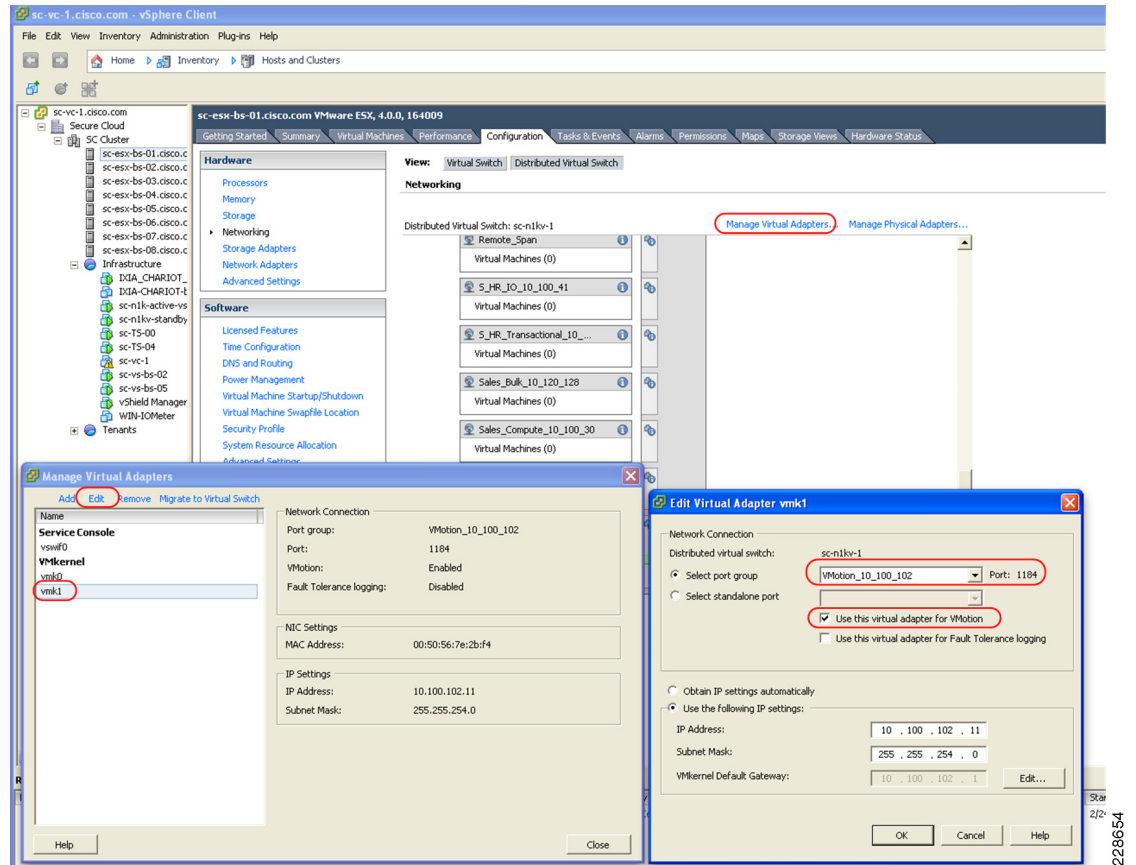 sc-vc-1.cisco.com - vSphere Client
File Edit View Inventory Administration Plug-ins Help
Home Inventory Hosts and Clusters
sc-vc-1.cisco.com
Secure Cloud
SC Cluster
sc-esx-bs-01.cisco.c
sc-esx-bs-02.cisco.c
sc-esx-bs-03.cisco.c
sc-esx-bs-04.cisco.c
sc-esx-bs-05.cisco.c
sc-esx-bs-06.cisco.c
sc-esx-bs-07.cisco.c
sc-esx-bs-08.cisco.c
Infrastructure
IXIA_CHARIOT_
IXIA-CHARIOT-t
sc-n1k-active-vs
sc-n1kv-standby
sc-TS-00
sc-TS-04
sc-vc-1
sc-vs-bs-02
sc-vs-bs-05
vShield Manager
WIN-IOMeter
Tenants
sc-esx-bs-01.cisco.com VMware ESX, 4.0.0, 164009
Getting Started Summary Virtual Machines Performance Configuration Tasks & Events Alarms Permissions Maps Storage Views Hardware Status
Hardware
Processors
Memory
Storage
Networking
Storage Adapters
Network Adapters
Advanced Settings
Software
Licensed Features
Time Configuration
DNS and Routing
Power Management
Virtual Machine Startup/Shutdown
Virtual Machine Swapfile Location
Security Profile
System Resource Allocation
Advanced Settings
View: Virtual Switch Distributed Virtual Switch
Networking
Distributed Virtual Switch: sc-n1kv-1
Manage Virtual Adapters... Manage Physical Adapters...
Remote_Span
Virtual Machines (0)
S_HR_IO_10_100_41
Virtual Machines (0)
S_HR_Transactional_10_...
Virtual Machines (0)
Sales_Bulk_10_120_128
Virtual Machines (0)
Sales_Compute_10_100_30
Virtual Machines (0)
Manage Virtual Adapters
Add Edit Remove Migrate to Virtual Switch
Name
Service Console
vswif0
VMkernel
vmk0
vmk1
Network Connection
Port group: VMotion_10_100_102
Port: 1184
VMotion: Enabled
Fault Tolerance logging: Disabled
NIC Settings
MAC Address: 00:50:56:7e:2b:f4
IP Settings
IP Address: 10.100.102.11
Subnet Mask: 255.255.254.0
Help Close
Edit Virtual Adapter vmk1
Network Connection
Distributed virtual switch: sc-n1kv-1
Select port group VMotion_10_100_102 Port: 1184
Select standalone port
Use this virtual adapter for VMotion
Use this virtual adapter for Fault Tolerance logging
Obtain IP settings automatically
Use the following IP settings:
IP Address: 10 . 100 . 102 . 11
Subnet Mask: 255 . 255 . 254 . 0
VMkernel Default Gateway: 10 . 100 . 102 . 1 Edit...
OK Cancel Help
228654